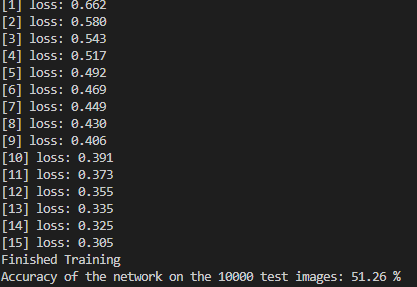 [1] loss: 0.662
[2] loss: 0.580
[3] loss: 0.543
[4] loss: 0.517
[5] loss: 0.492
[6] loss: 0.469
[7] loss: 0.449
[8] loss: 0.430
[9] loss: 0.406
[10] loss: 0.391
[11] loss: 0.373
[12] loss: 0.355
[13] loss: 0.335
[14] loss: 0.325
[15] loss: 0.305
Finished Training
Accuracy of the network on the 10000 test images: 51.26 %